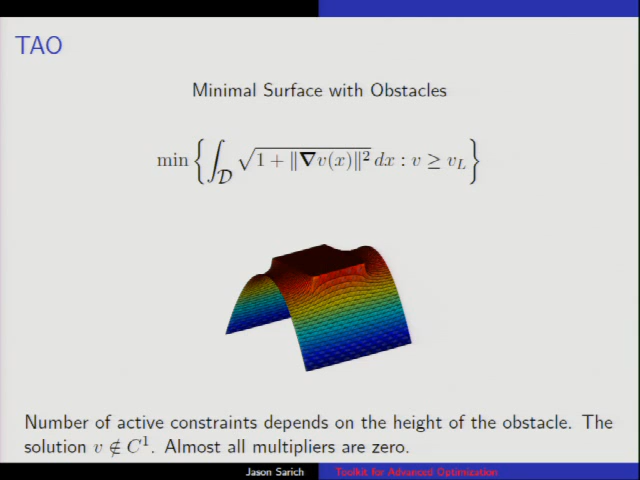 TAO
Minimal Surface with Obstacles
min { ∫_D √(1 + ‖∇v(x)‖²) dx : v ≥ v_L }
Number of active constraints depends on the height of the obstacle. The
solution v ∉ C¹. Almost all multipliers are zero.
Jason Sarich Toolkit for Advanced Optimization